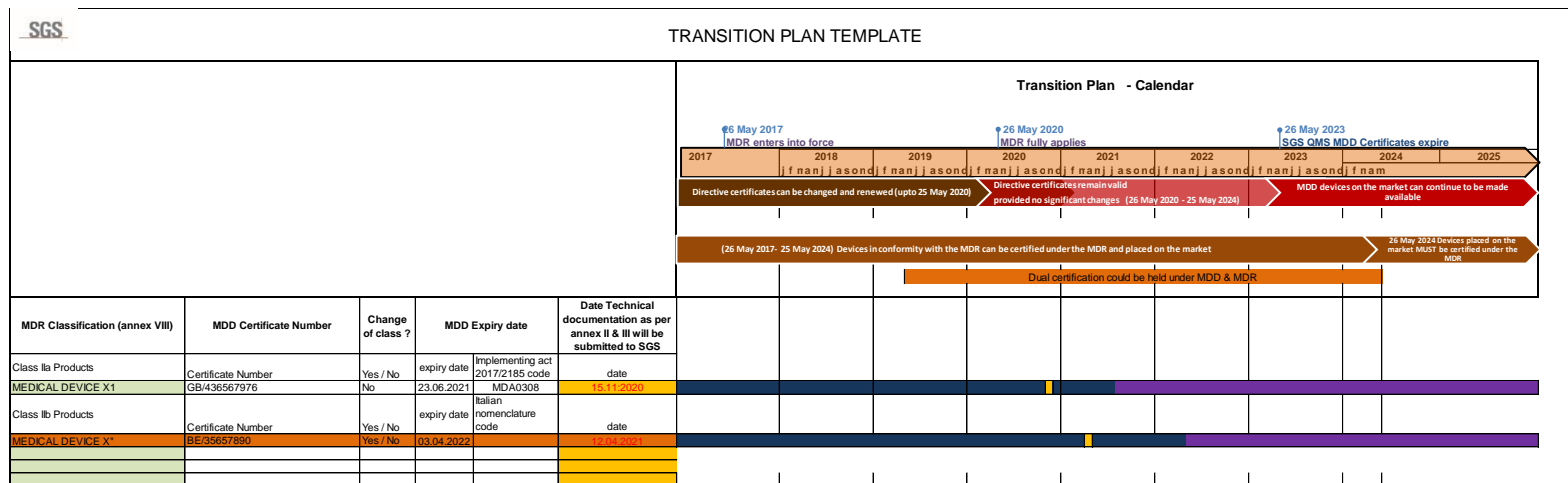 SGS
TRANSITION PLAN TEMPLATE
Transition Plan - Calendar
26 May 2017
MDR enters into force
26 May 2020
MDR fully applies
26 May 2023
SGS QMS MDD Certificates expire
2017 2018 2019 2020 2021 2022 2023 2024 2025
j f m a n j j a s o n d j f m a n j j a s o n d j f m a n j j a s o n d j f m a n j j a s o n d j f m a n j j a s o n d j f m a n j j a s o n d j f n a m
Directive certificates can be changed and renewed (upto 25 May 2020)
Directive certificates remain valid
provided no significant changes (26 May 2020 - 25 May 2024)
MDD devices on the market can continue to be made
available
(26 May 2017- 25 May 2024) Devices in conformity with the MDR can be certified under the MDR and placed on the market
26 May 2024 Devices placed on the
market MUST be certified under the
MDR
Dual certification could be held under MDD & MDR
MDR Classification (annex VIII)
MDD Certificate Number
Change
of class ?
MDD Expiry date
Date Technical
documentation as per
annex II & III will be
submitted to SGS
Class IIa Products
Certificate Number
Yes / No
expiry date
Implementing act
2017/2185 code
date
MEDICAL DEVICE X1 GB/436567976 No 23.06.2021 MDA0308 15.11:2020
Class IIb Products
Certificate Number
Yes / No
expiry date
Italian
nomenclature
code
date
MEDICAL DEVICE X" BE/35657890 Yes / No 03.04.2022 12.04.2021